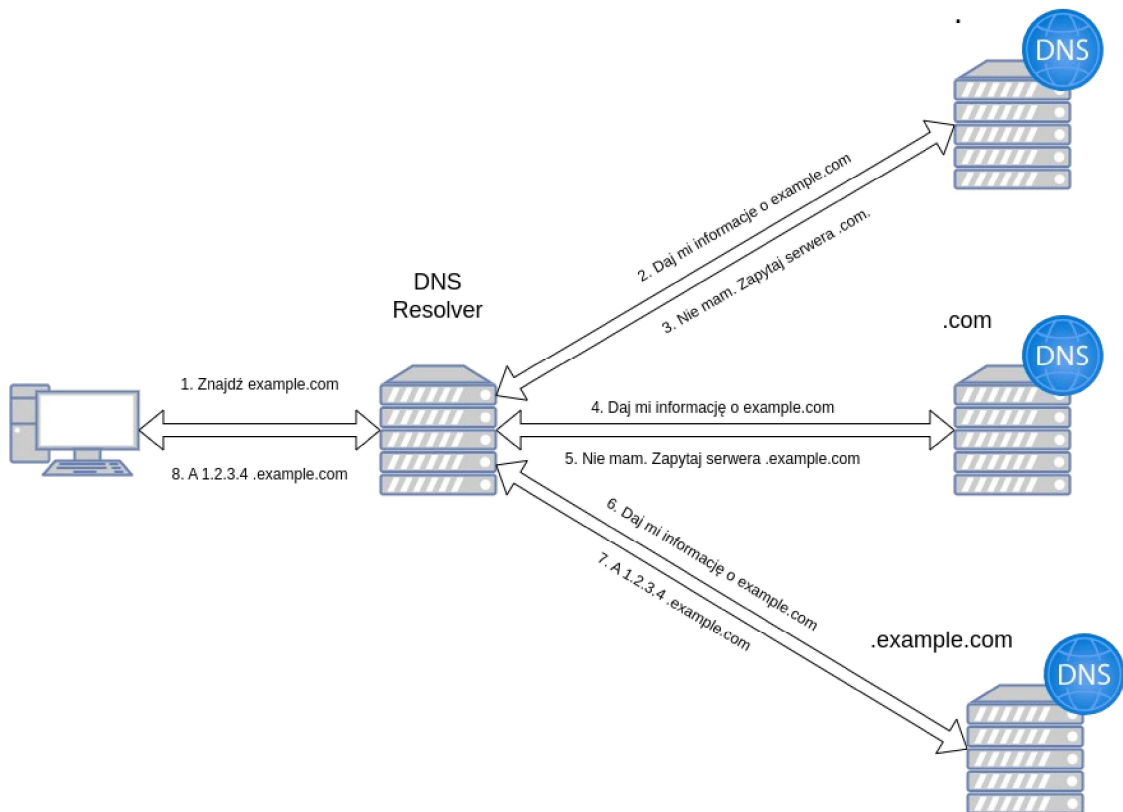 .
DNS
2. Daj mi informacje o example.com
3. Nie mam. Zapytaj serwera .com.
DNS
Resolver
.com
DNS
1. Znajdź example.com
4. Daj mi informację o example.com
5. Nie mam. Zapytaj serwera .example.com
8. A 1.2.3.4 .example.com
6. Daj mi informację o example.com
7. A 1.2.3.4 .example.com
.example.com
DNS